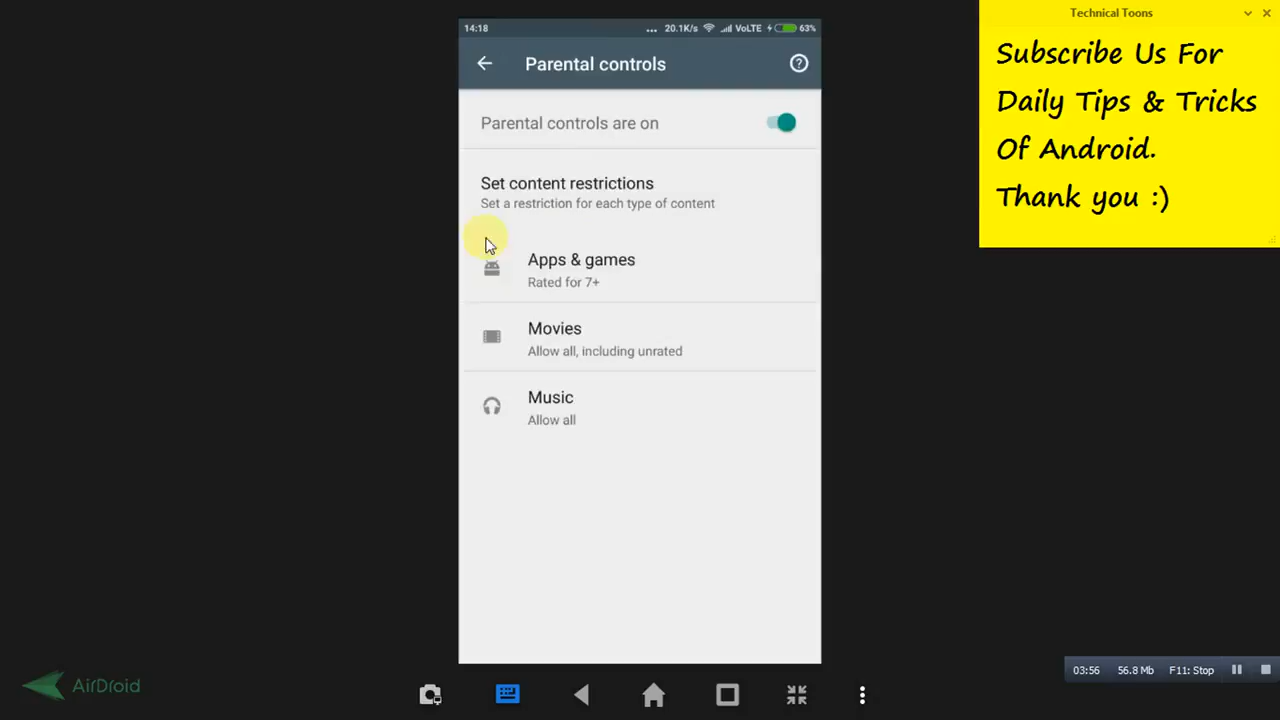 14:18
... 20.1K/s VoLTE 63%
Parental controls
Parental controls are on
Set content restrictions
Set a restriction for each type of content
Apps & games
Rated for 7+
Movies
Allow all, including unrated
Music
Allow all
Technical Toons
Subscribe Us For
Daily Tips & Tricks
Of Android.
Thank you :)
AirDroid
03:56 56.8 Mb F11: Stop